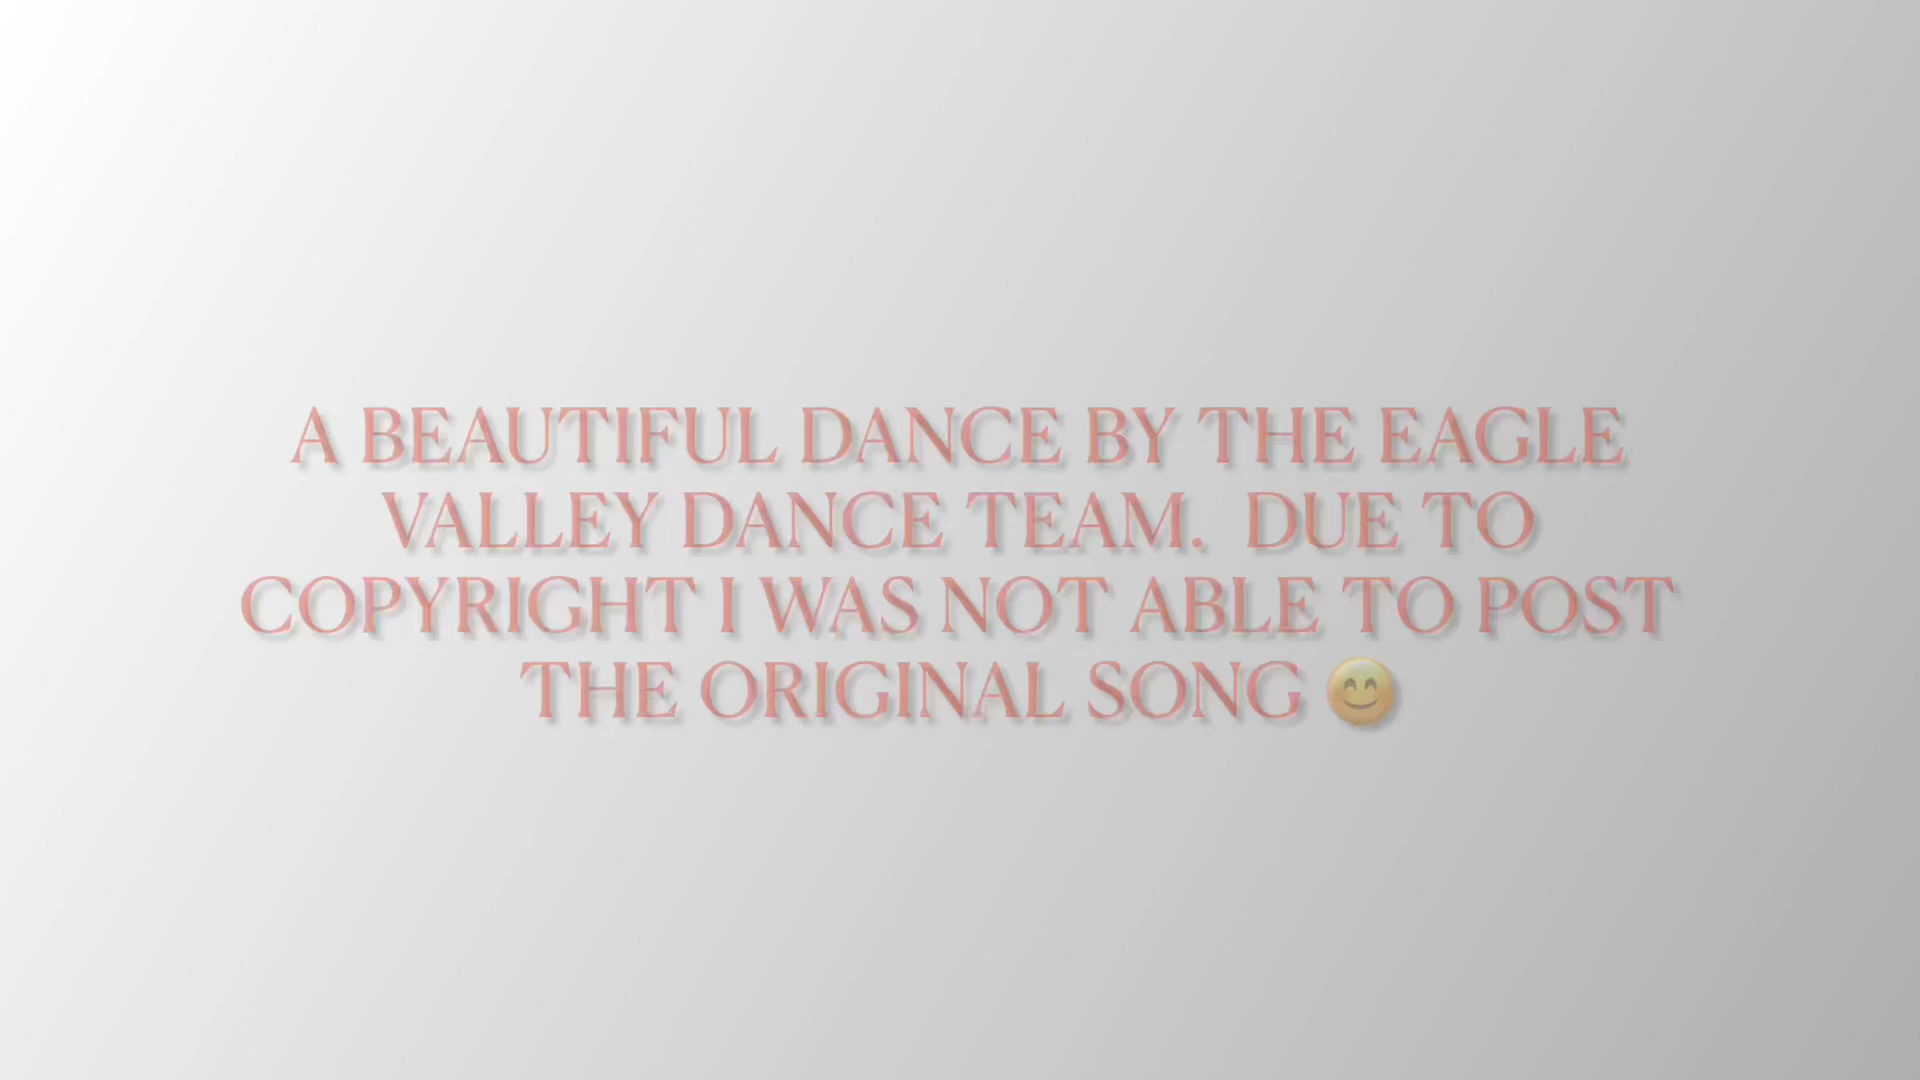 A BEAUTIFUL DANCE BY THE EAGLE
VALLEY DANCE TEAM.  DUE TO
COPYRIGHT I WAS NOT ABLE TO POST
THE ORIGINAL SONG 😊